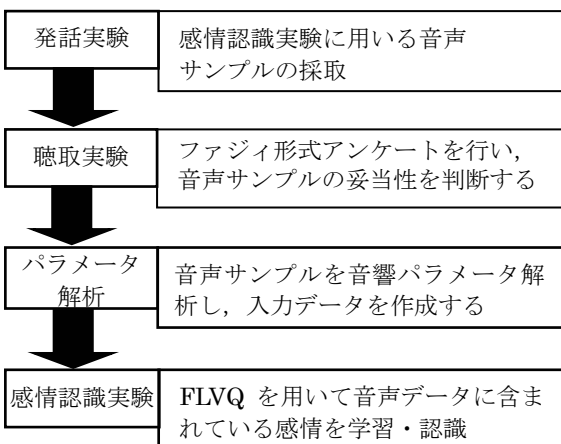 発話実験
感情認識実験に用いる音声
サンプルの採取
聴取実験
ファジィ形式アンケートを行い,
音声サンプルの妥当性を判断する
パラメータ
解析
音声サンプルを音響パラメータ解
析し, 入力データを作成する
感情認識実験
FLVQ を用いて音声データに含ま
れている感情を学習・認識